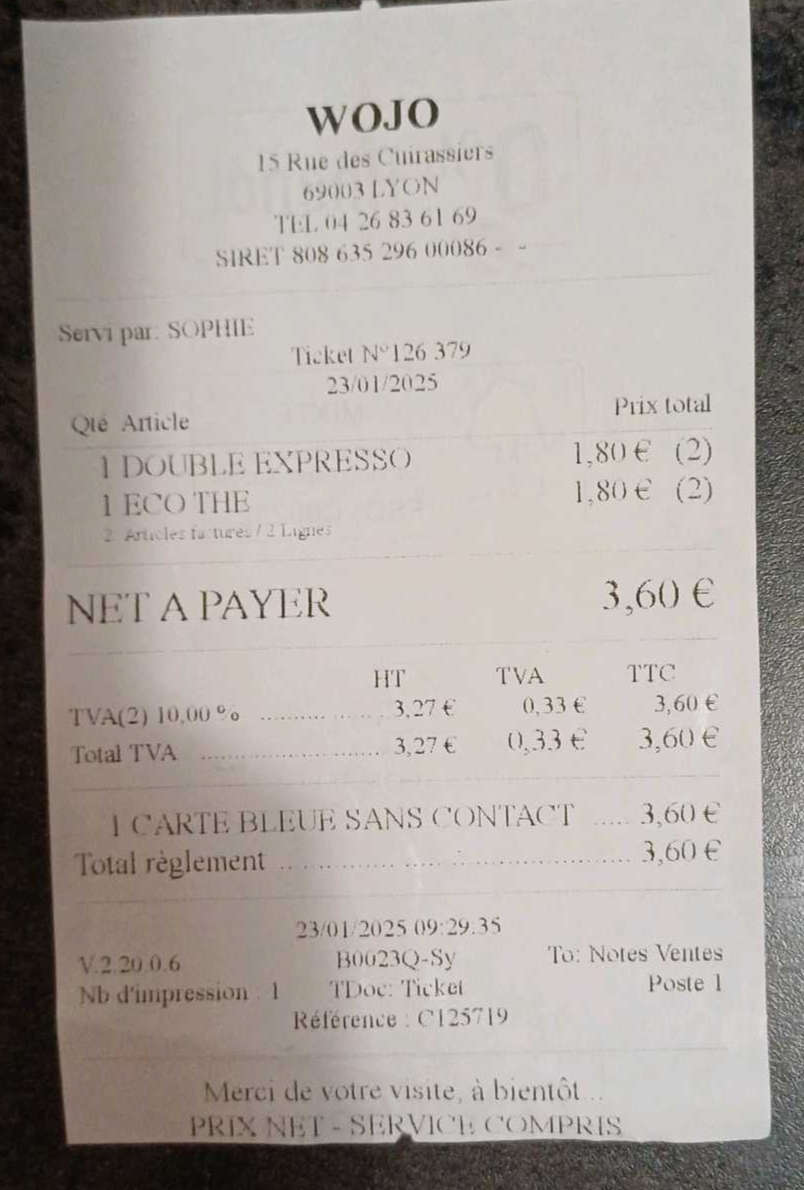 WOJO
15 Rue des Cuirassiers
69003 LYON
TEL 04 26 83 61 69
SIRET 808 635 296 00086 - -
Servi par: SOPHIE
Ticket N°126 379
23/01/2025
Qté Article Prix total
1 DOUBLE EXPRESSO 1,80 € (2)
1 ECO THE 1,80 € (2)
2 Articles factures / 2 Lignes
NET A PAYER 3,60 €
HT TVA TTC
TVA(2) 10,00 % ................ 3,27 € 0,33 € 3,60 €
Total TVA ........................ 3,27 € 0,33 € 3,60 €
1 CARTE BLEUE SANS CONTACT ..... 3,60 €
Total règlement ................................................ 3,60 €
23/01/2025 09:29:35
V.2.20.0.6 B0023Q-Sy To: Notes Ventes
Nb d'impression : 1 TDoc: Ticket Poste 1
Référence : C125719
Merci de votre visite, à bientôt...
PRIX NET - SERVICE COMPRIS